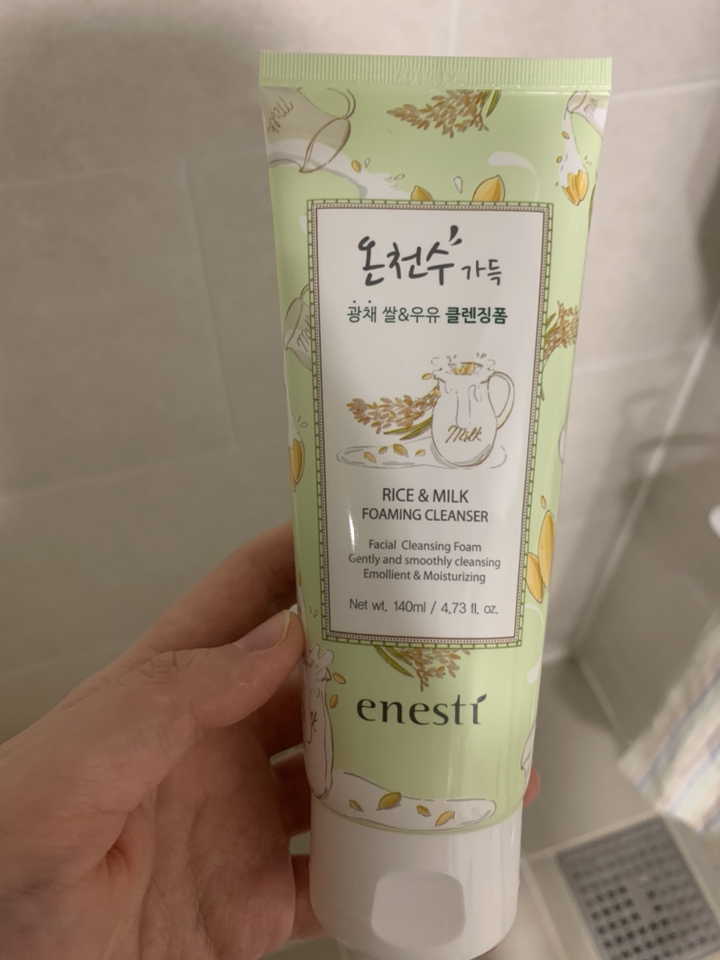 온천수 가득
광채 쌀&우유 클렌징폼
Milk
RICE & MILK
FOAMING CLEANSER
Facial Cleansing Foam
Gently and smoothly cleansing
Emollient & Moisturizing
Net wt. 140ml / 4.73 fl. oz.
enesti